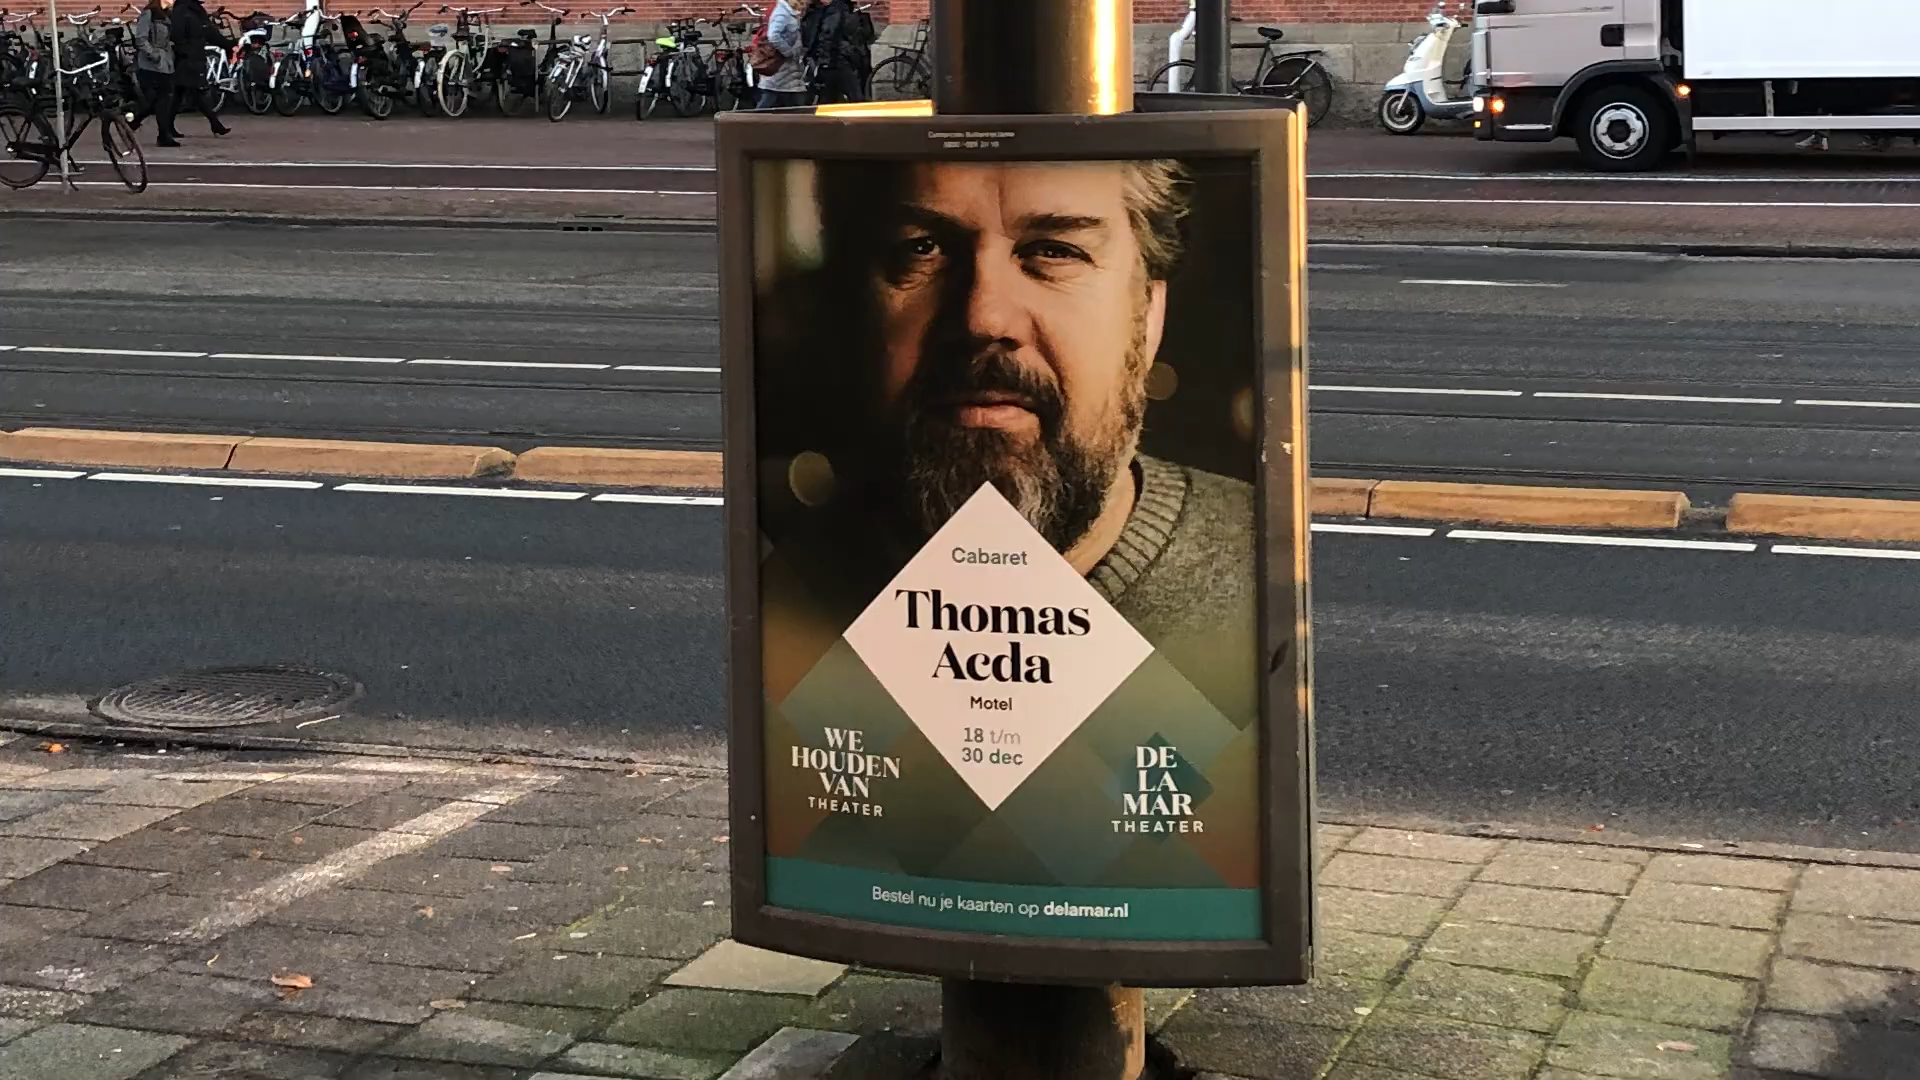 Cabaret
Thomas
Acda
Motel
18 t/m
30 dec
WE
HOUDEN
VAN
THEATER
DE
LA
MAR
THEATER
Bestel nu je kaarten op delamar.nl